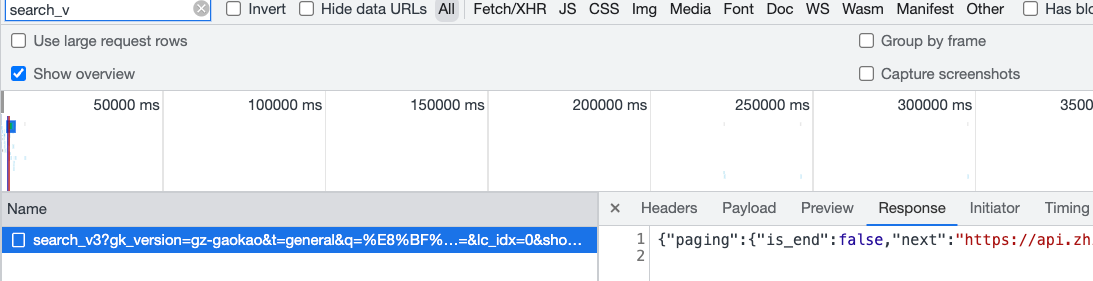 search_v Invert Hide data URLs All Fetch/XHR JS CSS Img Media Font Doc WS Wasm Manifest Other Has blo
Use large request rows Group by frame
Show overview Capture screenshots
50000 ms 100000 ms 150000 ms 200000 ms 250000 ms 300000 ms 3500
Name × Headers Payload Preview Response Initiator Timing
search_v3?gk_version=gz-gaokao&t=general&q=%E8%BF%…=&lc_idx=0&sho… 1 {"paging":{"is_end":false,"next":"https://api.zh
2